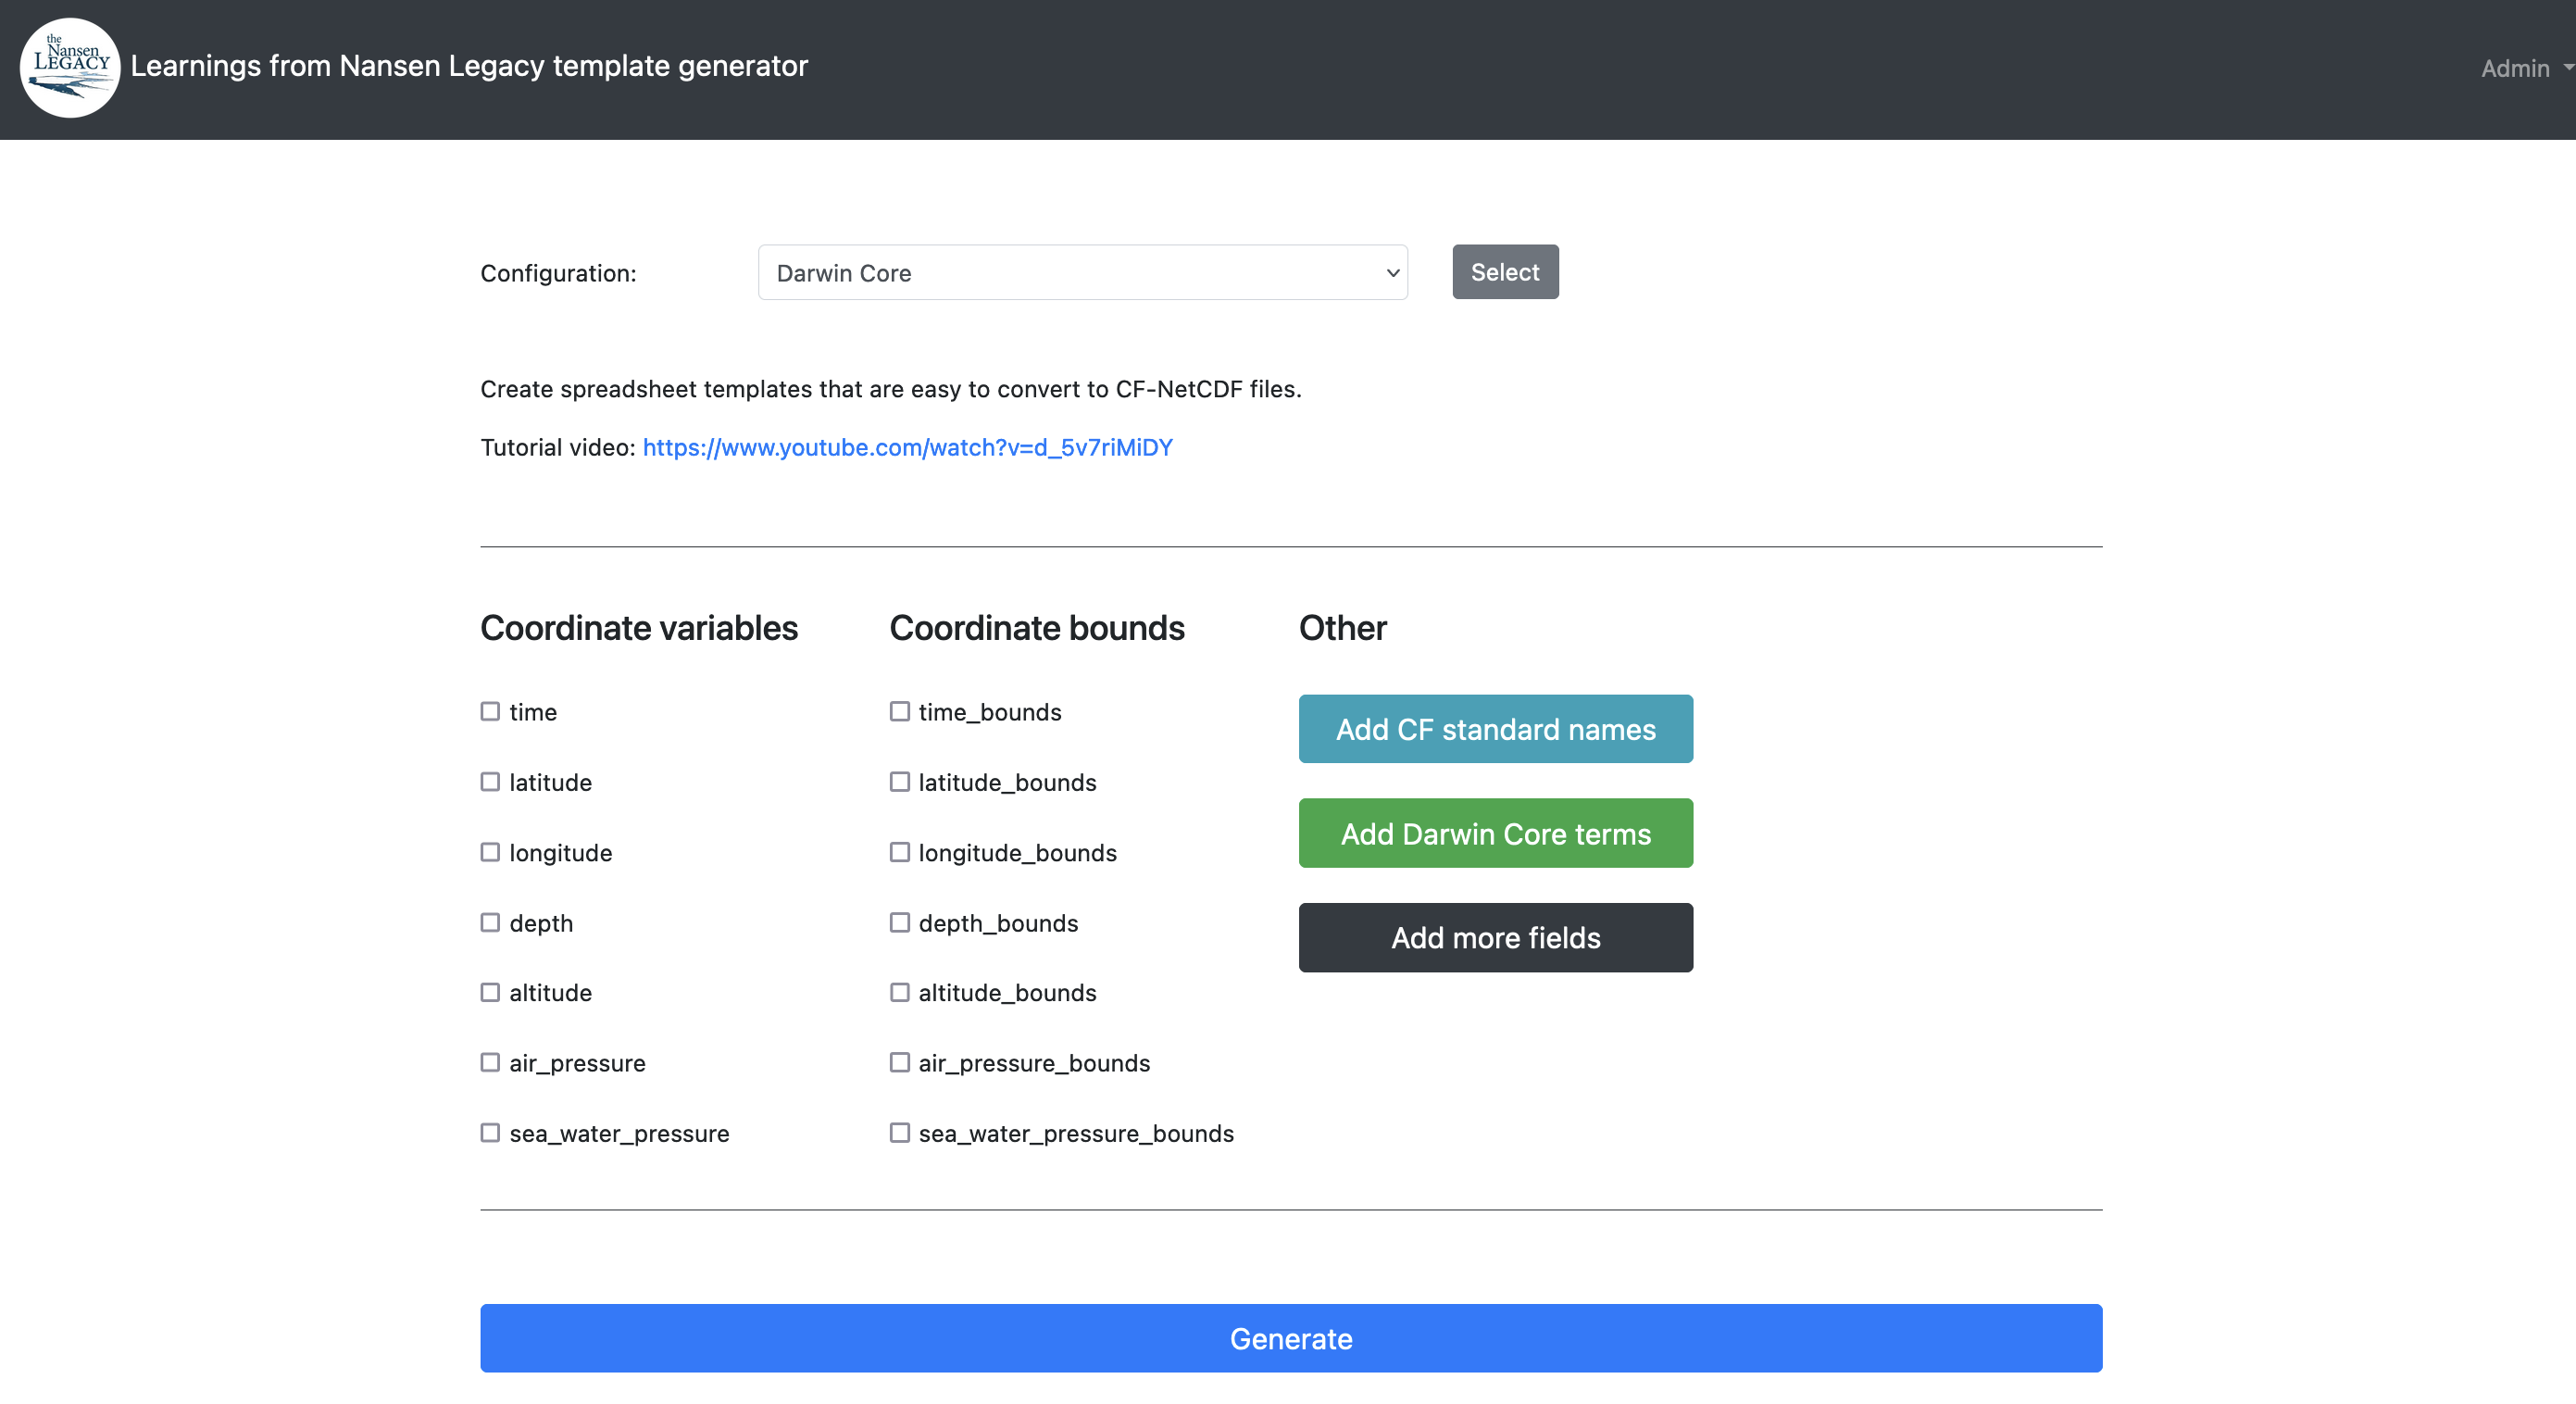 the
Nansen
LEGACY
Learnings from Nansen Legacy template generator
Admin
Configuration:
Darwin Core
Select
Create spreadsheet templates that are easy to convert to CF-NetCDF files.
Tutorial video: https://www.youtube.com/watch?v=d_5v7riMiDY
Coordinate variables
time
latitude
longitude
depth
altitude
air_pressure
sea_water_pressure
Coordinate bounds
time_bounds
latitude_bounds
longitude_bounds
depth_bounds
altitude_bounds
air_pressure_bounds
sea_water_pressure_bounds
Other
Add CF standard names
Add Darwin Core terms
Add more fields
Generate